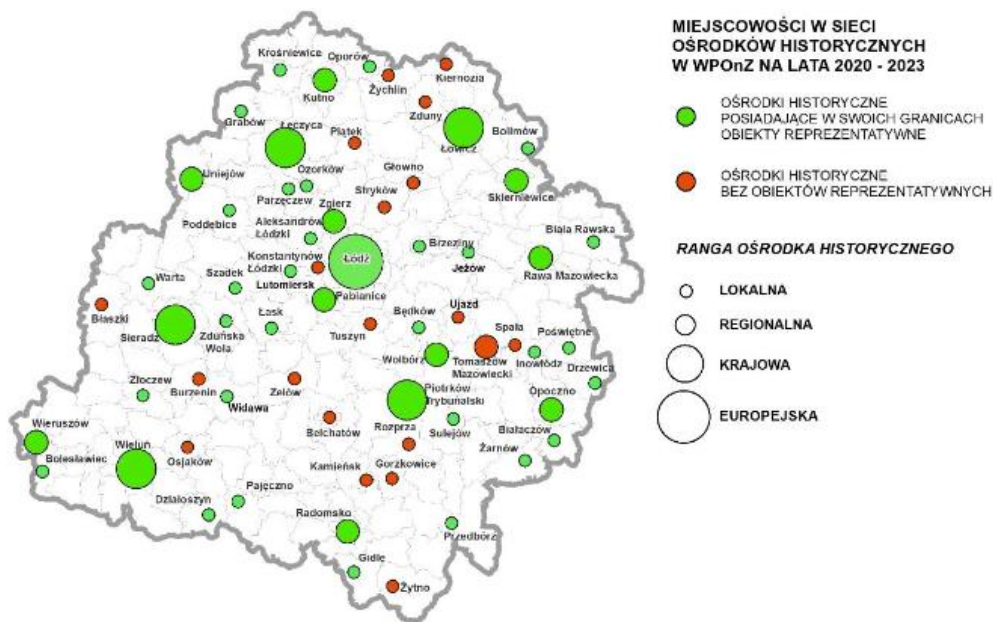 MIEJSCOWOŚCI W SIECI
OŚRODKÓW HISTORYCZNYCH
W WPOnZ NA LATA 2020 - 2023
OŚRODKI HISTORYCZNE
POSIADAJĄCE W SWOICH GRANICACH
OBIEKTY REPREZENTATYWNE
OŚRODKI HISTORYCZNE
BEZ OBIEKTÓW REPREZENTATYWNYCH
RANGA OŚRODKA HISTORYCZNEGO
LOKALNA
REGIONALNA
KRAJOWA
EUROPEJSKA
Krośniewice
Oporów
Kiernozia
Kutno
Żychlin
Zduny
Grabów
Łęczyca
Piątek
Łowicz
Bolimów
Ozorków
Głowno
Uniejów
Parzęczew
Stryków
Skierniewice
Zgierz
Poddębice
Aleksandrów
Łódzki
Brzeziny
Biała Rawska
Konstantynów
Łódzki
Łódź
Jeżów
Rawa Mazowiecka
Warta
Szadek
Lutomiersk
Pabianice
Błaszki
Sieradz
Zduńska
Wola
Łask
Tuszyn
Będków
Ujazd
Spała
Poświętne
Wolbórz
Tomaszów
Mazowiecki
Inowłódz
Drzewica
Złoczew
Burzenin
Widawa
Zelów
Piotrków
Trybunalski
Opoczno
Wieruszów
Bełchatów
Rozprza
Sulejów
Białaczów
Bolesławiec
Wieluń
Osjaków
Kamieńsk
Gorzkowice
Żarnów
Działoszyn
Pajęczno
Radomsko
Przedbórz
Gidle
Żytno